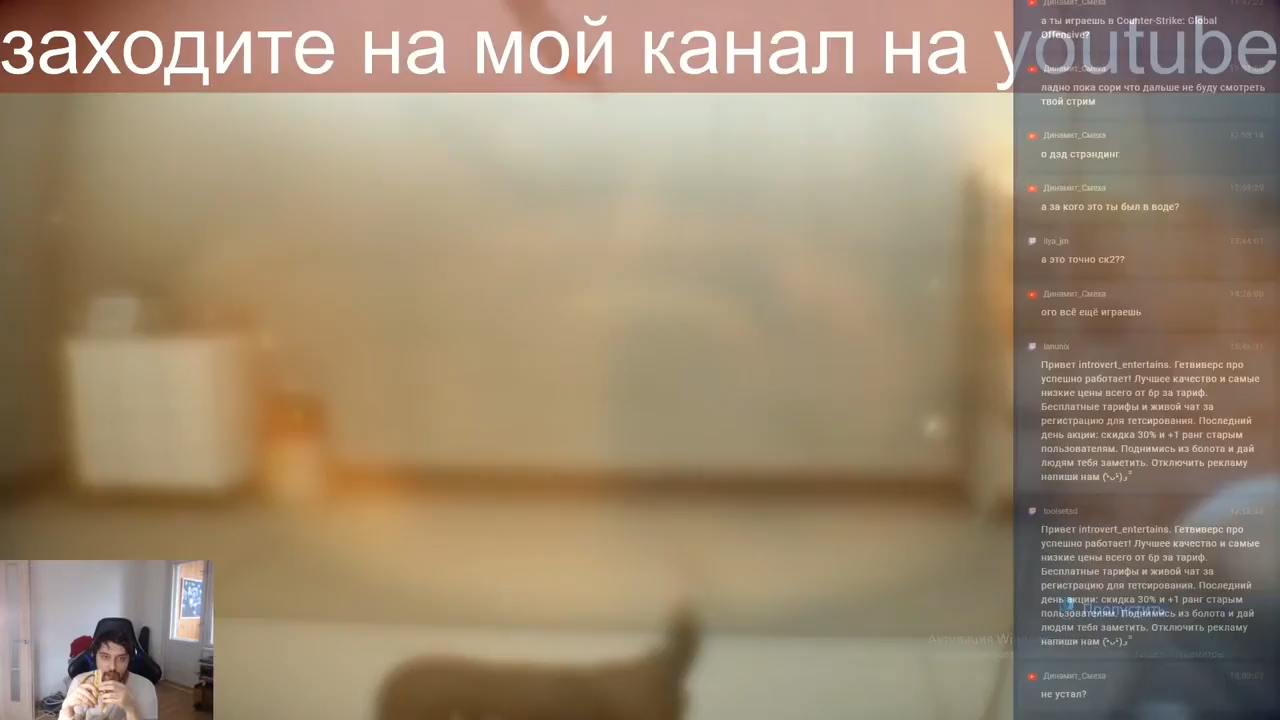 заходите на мой канал на youtube
Динамит_Смеха
а ты играешь в Counter-Strike: Global
Offensive?
Динамит_Смеха
ладно пока сори что дальше не буду смотреть
твой стрим
Динамит_Смеха
о дэд стрэндинг
Динамит_Смеха
а за кого это ты был в воде?
ilya_jm
а это точно ск2??
Динамит_Смеха
ого всё ещё играешь
lanunix
Привет introvert_entertains. Гетвиверс про
успешно работает! Лучшее качество и самые
низкие цены всего от 6р за тариф.
Бесплатные тарифы и живой чат за
регистрацию для тетсирования. Последний
день акции: скидка 30% и +1 ранг старым
пользователям. Поднимись из болота и дай
людям тебя заметить. Отключить рекламу
напиши нам
Привет introvert_entertains. Гетвиверс про
успешно работает! Лучшее качество и самые
низкие цены всего от 6р за тариф.
Бесплатные тарифы и живой чат за
регистрацию для тетсирования. Последний
день акции: скидка 30% и +1 ранг старым
Пропустить
пользователям. Поднимись из болота и дай
людям тебя заметить. Отключить рекламу
Активация
напиши нам
Динамит_Смеха
не устал?